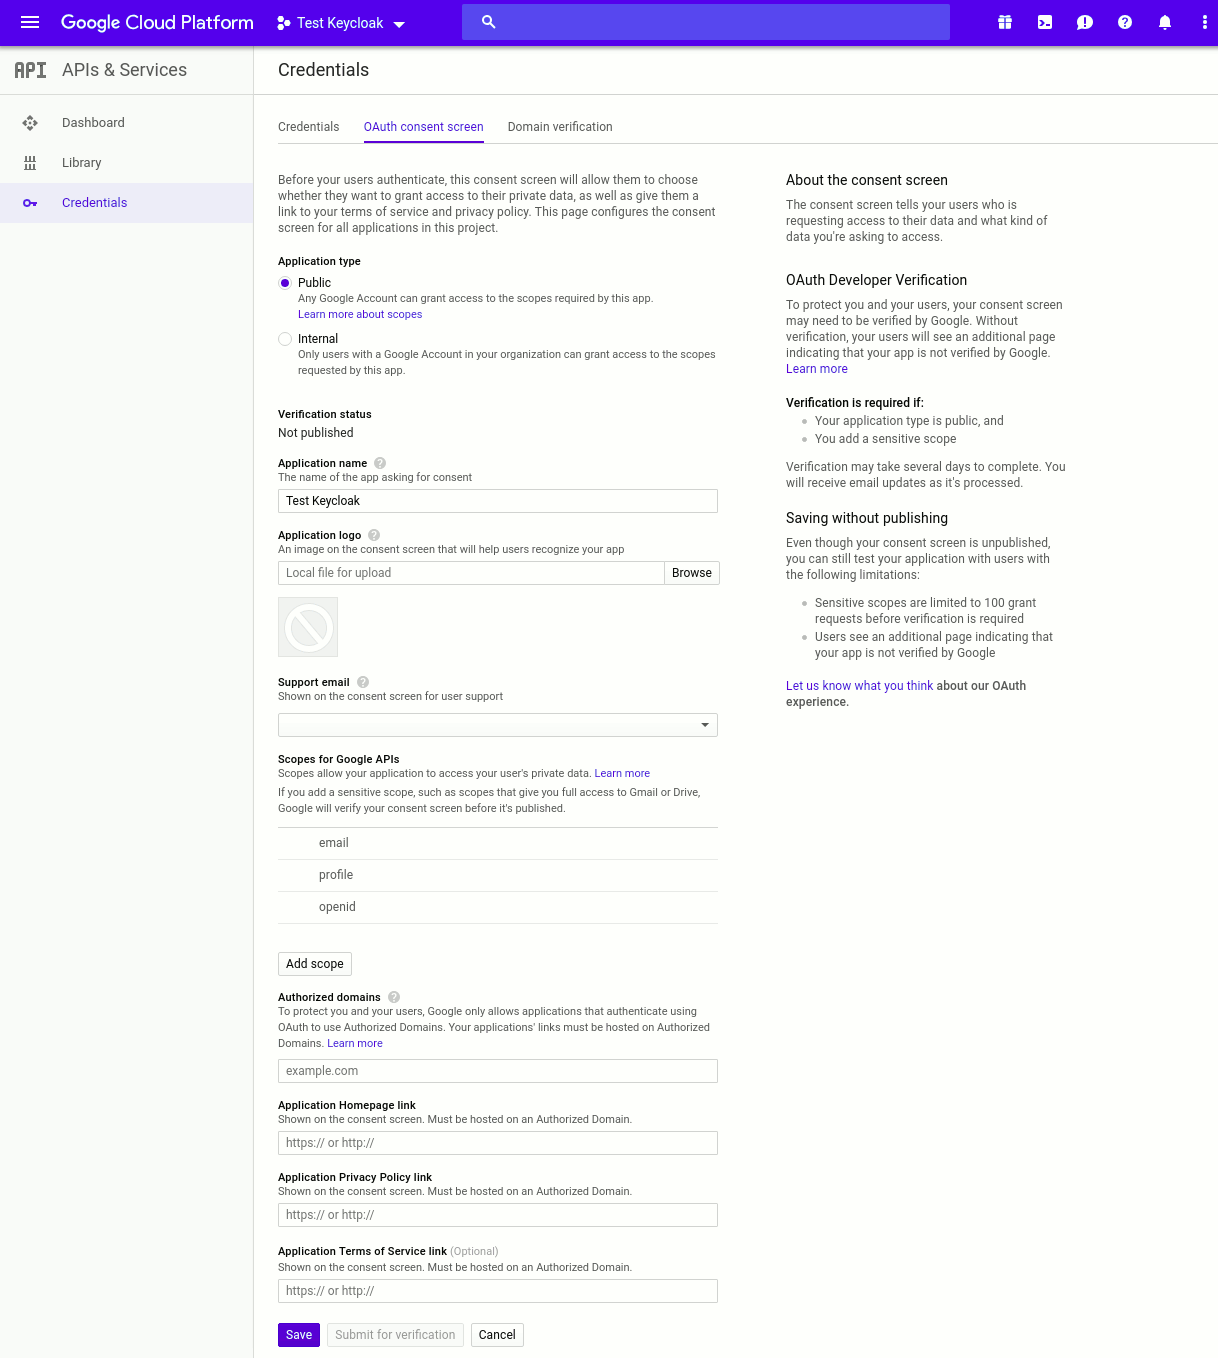 Google Cloud Platform
Test Keycloak
API
APIs & Services
Credentials
Dashboard
Library
Credentials
Credentials
OAuth consent screen
Domain verification
Before your users authenticate, this consent screen will allow them to choose
whether they want to grant access to their private data, as well as give them a
link to your terms of service and privacy policy. This page configures the consent
screen for all applications in this project.
Application type
Public
Any Google Account can grant access to the scopes required by this app.
Learn more about scopes
Internal
Only users with a Google Account in your organization can grant access to the scopes
requested by this app.
Verification status
Not published
Application name
The name of the app asking for consent
Test Keycloak
Application logo
An image on the consent screen that will help users recognize your app
Local file for upload
Browse
Support email
Shown on the consent screen for user support
Scopes for Google APIs
Scopes allow your application to access your user's private data. Learn more
If you add a sensitive scope, such as scopes that give you full access to Gmail or Drive,
Google will verify your consent screen before it's published.
email
profile
openid
Add scope
Authorized domains
To protect you and your users, Google only allows applications that authenticate using
OAuth to use Authorized Domains. Your applications' links must be hosted on Authorized
Domains. Learn more
example.com
Application Homepage link
Shown on the consent screen. Must be hosted on an Authorized Domain.
https:// or http://
Application Privacy Policy link
Shown on the consent screen. Must be hosted on an Authorized Domain.
https:// or http://
Application Terms of Service link (Optional)
Shown on the consent screen. Must be hosted on an Authorized Domain.
https:// or http://
Save
Submit for verification
Cancel
About the consent screen
The consent screen tells your users who is
requesting access to their data and what kind of
data you're asking to access.
OAuth Developer Verification
To protect you and your users, your consent screen
may need to be verified by Google. Without
verification, your users will see an additional page
indicating that your app is not verified by Google.
Learn more
Verification is required if:
Your application type is public, and
You add a sensitive scope
Verification may take several days to complete. You
will receive email updates as it's processed.
Saving without publishing
Even though your consent screen is unpublished,
you can still test your application with users with
the following limitations:
Sensitive scopes are limited to 100 grant
requests before verification is required
Users see an additional page indicating that
your app is not verified by Google
Let us know what you think about our OAuth
experience.